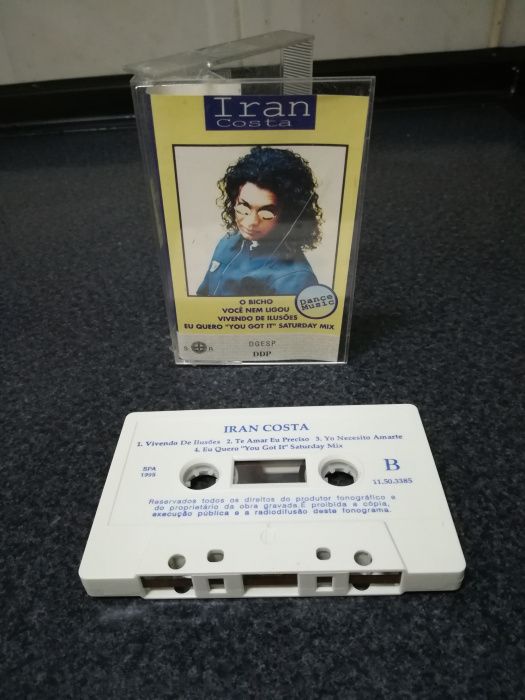 Iran
Costa
O BICHO
VOCÊ NEM LIGOU
VIVENDO DE ILUSÕES
EU QUERO "YOU GOT IT" SATURDAY MIX
Dance
Music
S R
DGESP
DDP
IRAN COSTA
1. Vivendo De Ilusões 2. Te Amar Eu Preciso 3. Yo Necesito Amarte
4. Eu Quero "You Got It" Saturday Mix
SPA
1995
B
11.50.3385
Reservados todos os direitos do produtor fonográfico e
do proprietário da obra gravada.É proibida a cópia,
execução pública e a radiodifusão deste fonograma.